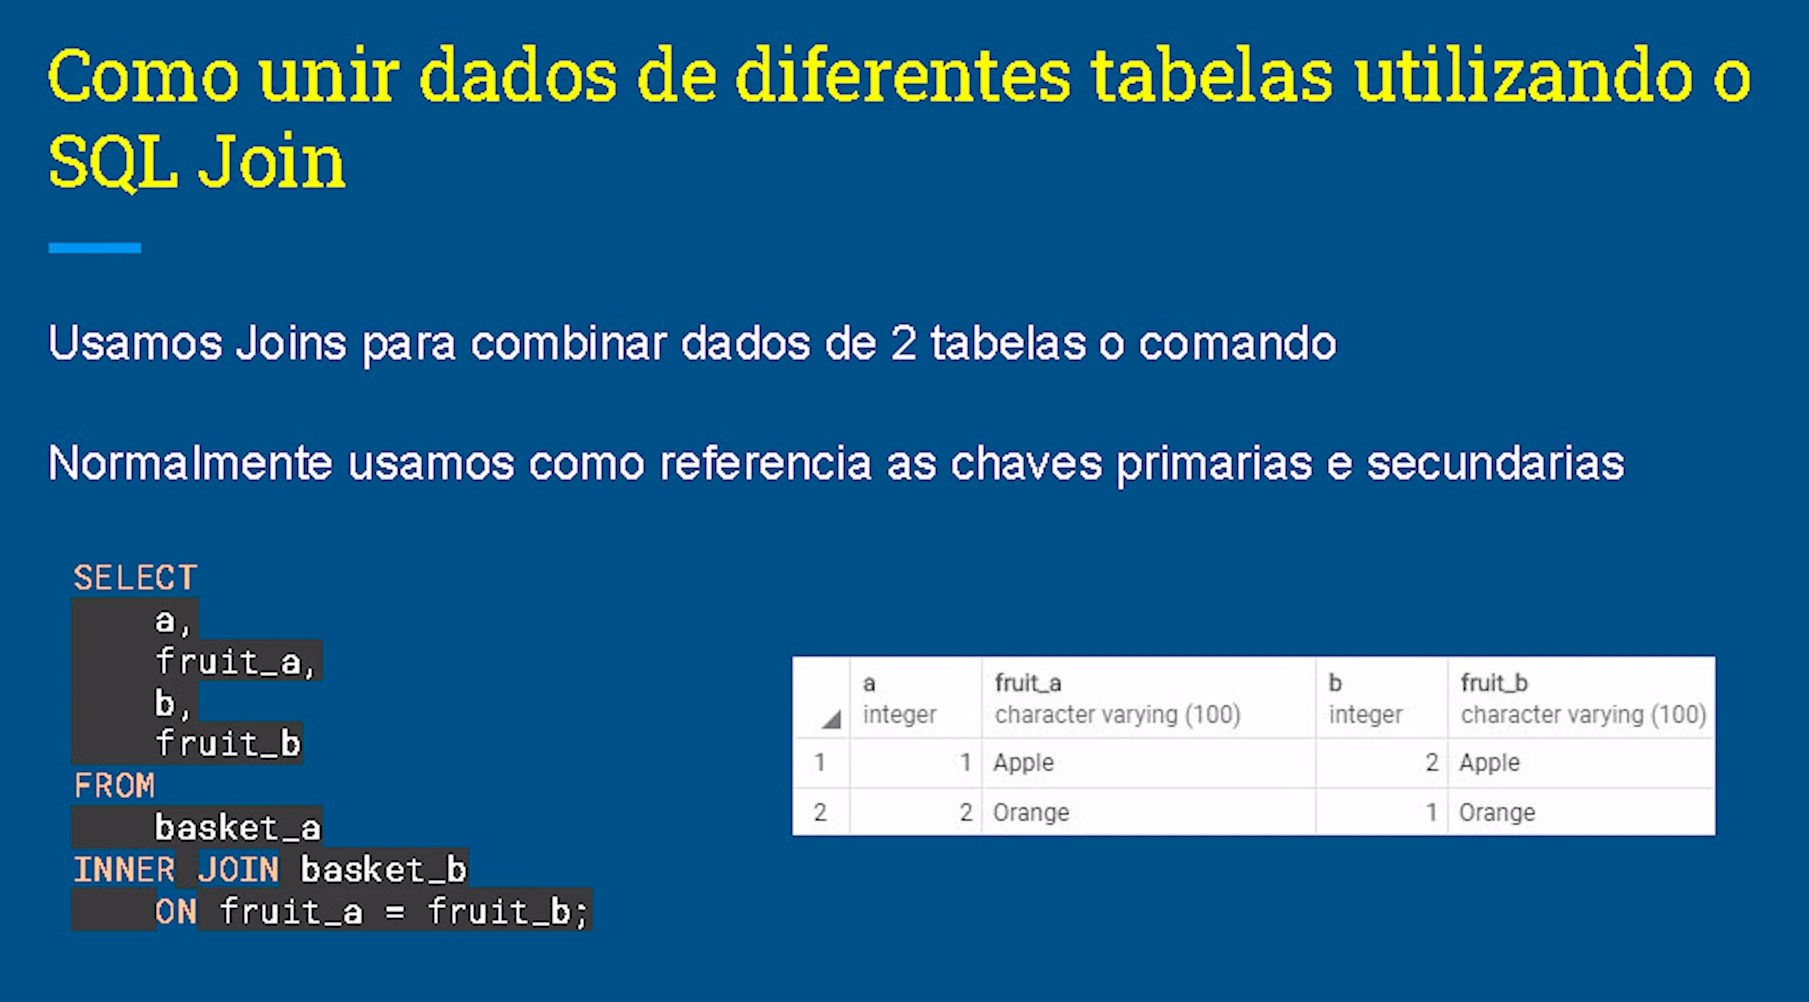 Como unir dados de diferentes tabelas utilizando o
SQL Join
Usamos Joins para combinar dados de 2 tabelas o comando
Normalmente usamos como referencia as chaves primarias e secundarias
SELECT
a,
fruit_a,
b,
fruit_b
FROM
basket_a
INNER JOIN basket_b
ON fruit_a = fruit_b;
a fruit_a b fruit_b
integer character varying (100) integer character varying (100)
1 1 Apple 2 Apple
2 2 Orange 1 Orange